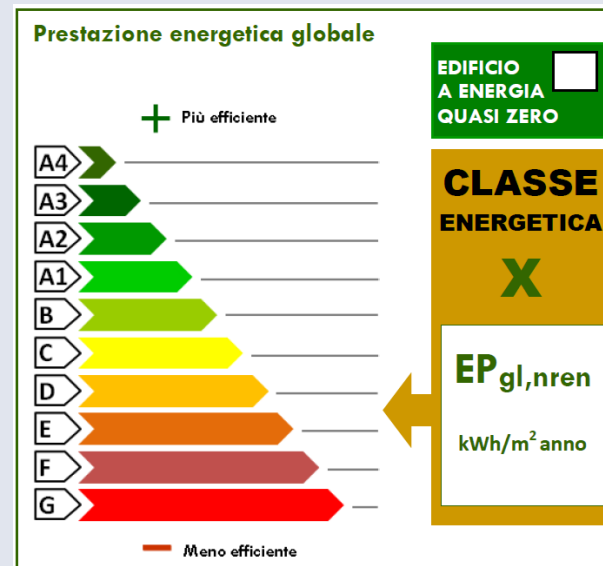 Prestazione energetica globale
EDIFICIO
A ENERGIA
QUASI ZERO
+ Più efficiente
A4
A3
A2
A1
B
C
D
E
F
G
Meno efficiente
CLASSE
ENERGETICA
X
EPgl,nren
kWh/m² anno